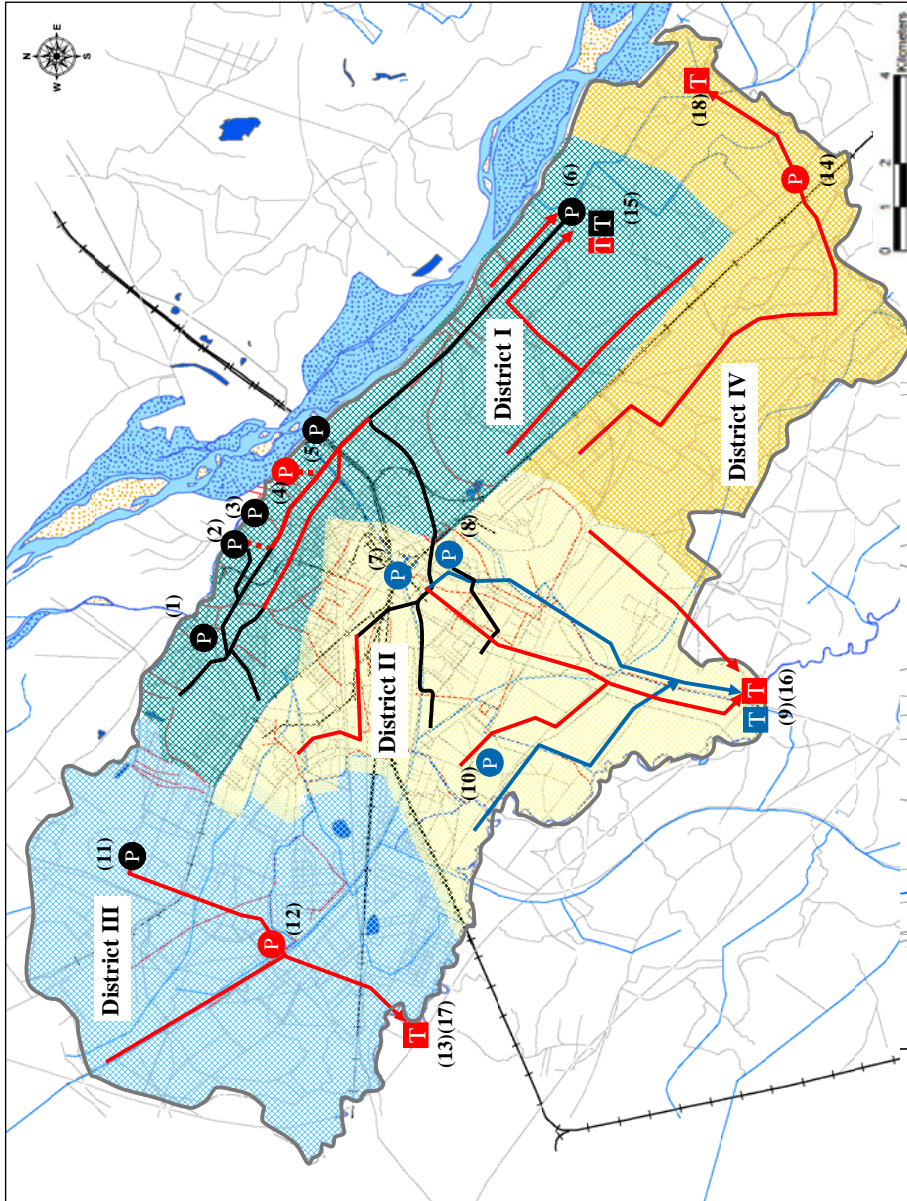 N
W E
S
(1)
P
(2)
P
(3)
P
(4)
P
(5)
P
(6)
P
T T
(15)
District I
(7)
P
(8)
P
District II
(10)
P
T T
(9)(16)
(11)
P
District III
(12)
P
T
(13)(17)
District IV
(14)
P
T
(18)
0 1 2 4
Kilometers